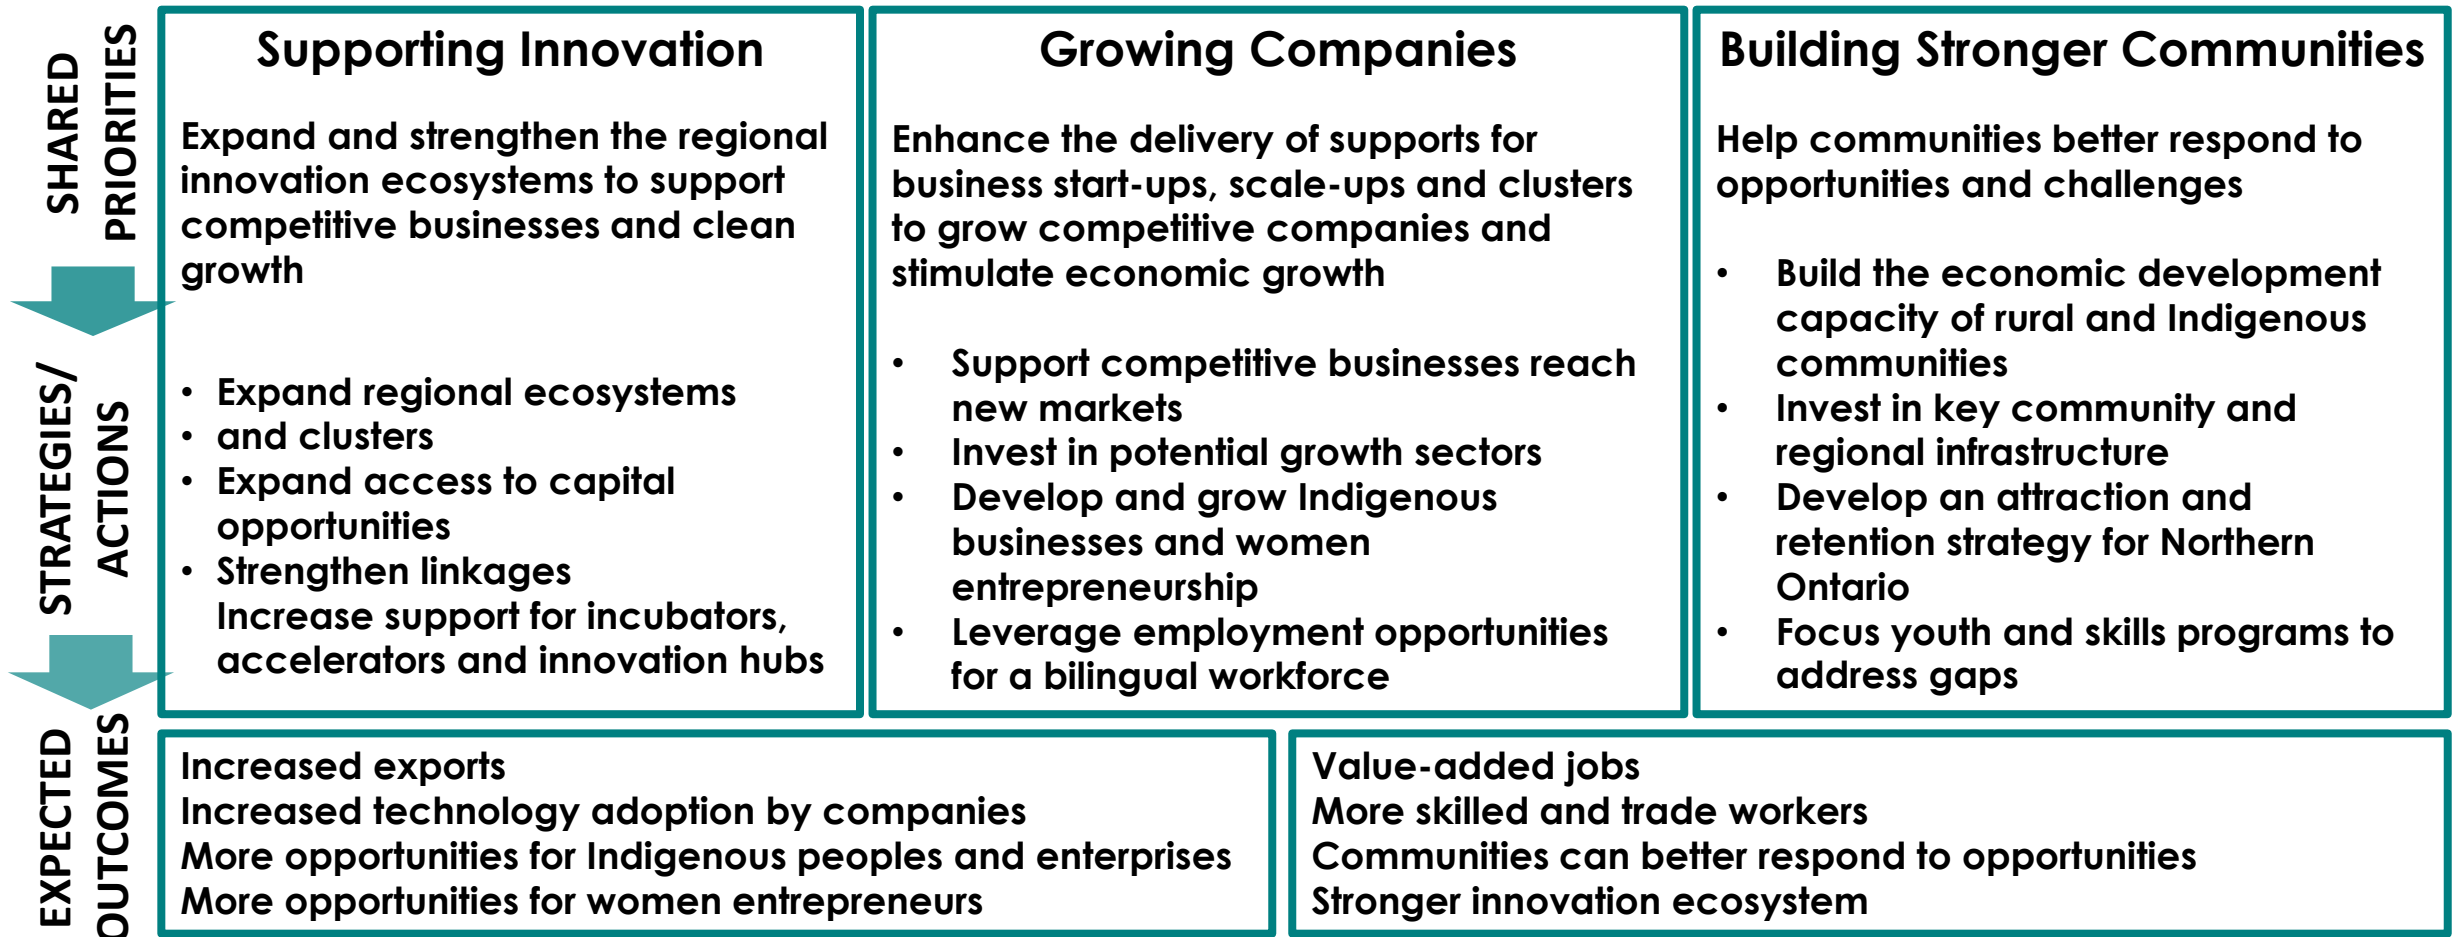 SHARED
PRIORITIES
Supporting Innovation
Expand and strengthen the regional
innovation ecosystems to support
competitive businesses and clean
growth
Growing Companies
Enhance the delivery of supports for
business start-ups, scale-ups and clusters
to grow competitive companies and
stimulate economic growth
Building Stronger Communities
Help communities better respond to
opportunities and challenges
STRATEGIES/
ACTIONS
• Expand regional ecosystems
• and clusters
• Expand access to capital
opportunities
• Strengthen linkages
Increase support for incubators,
accelerators and innovation hubs
• Support competitive businesses reach
new markets
• Invest in potential growth sectors
• Develop and grow Indigenous
businesses and women
entrepreneurship
• Leverage employment opportunities
for a bilingual workforce
• Build the economic development
capacity of rural and Indigenous
communities
• Invest in key community and
regional infrastructure
• Develop an attraction and
retention strategy for Northern
Ontario
• Focus youth and skills programs to
address gaps
EXPECTED
OUTCOMES
Increased exports
Increased technology adoption by companies
More opportunities for Indigenous peoples and enterprises
More opportunities for women entrepreneurs
Value-added jobs
More skilled and trade workers
Communities can better respond to opportunities
Stronger innovation ecosystem